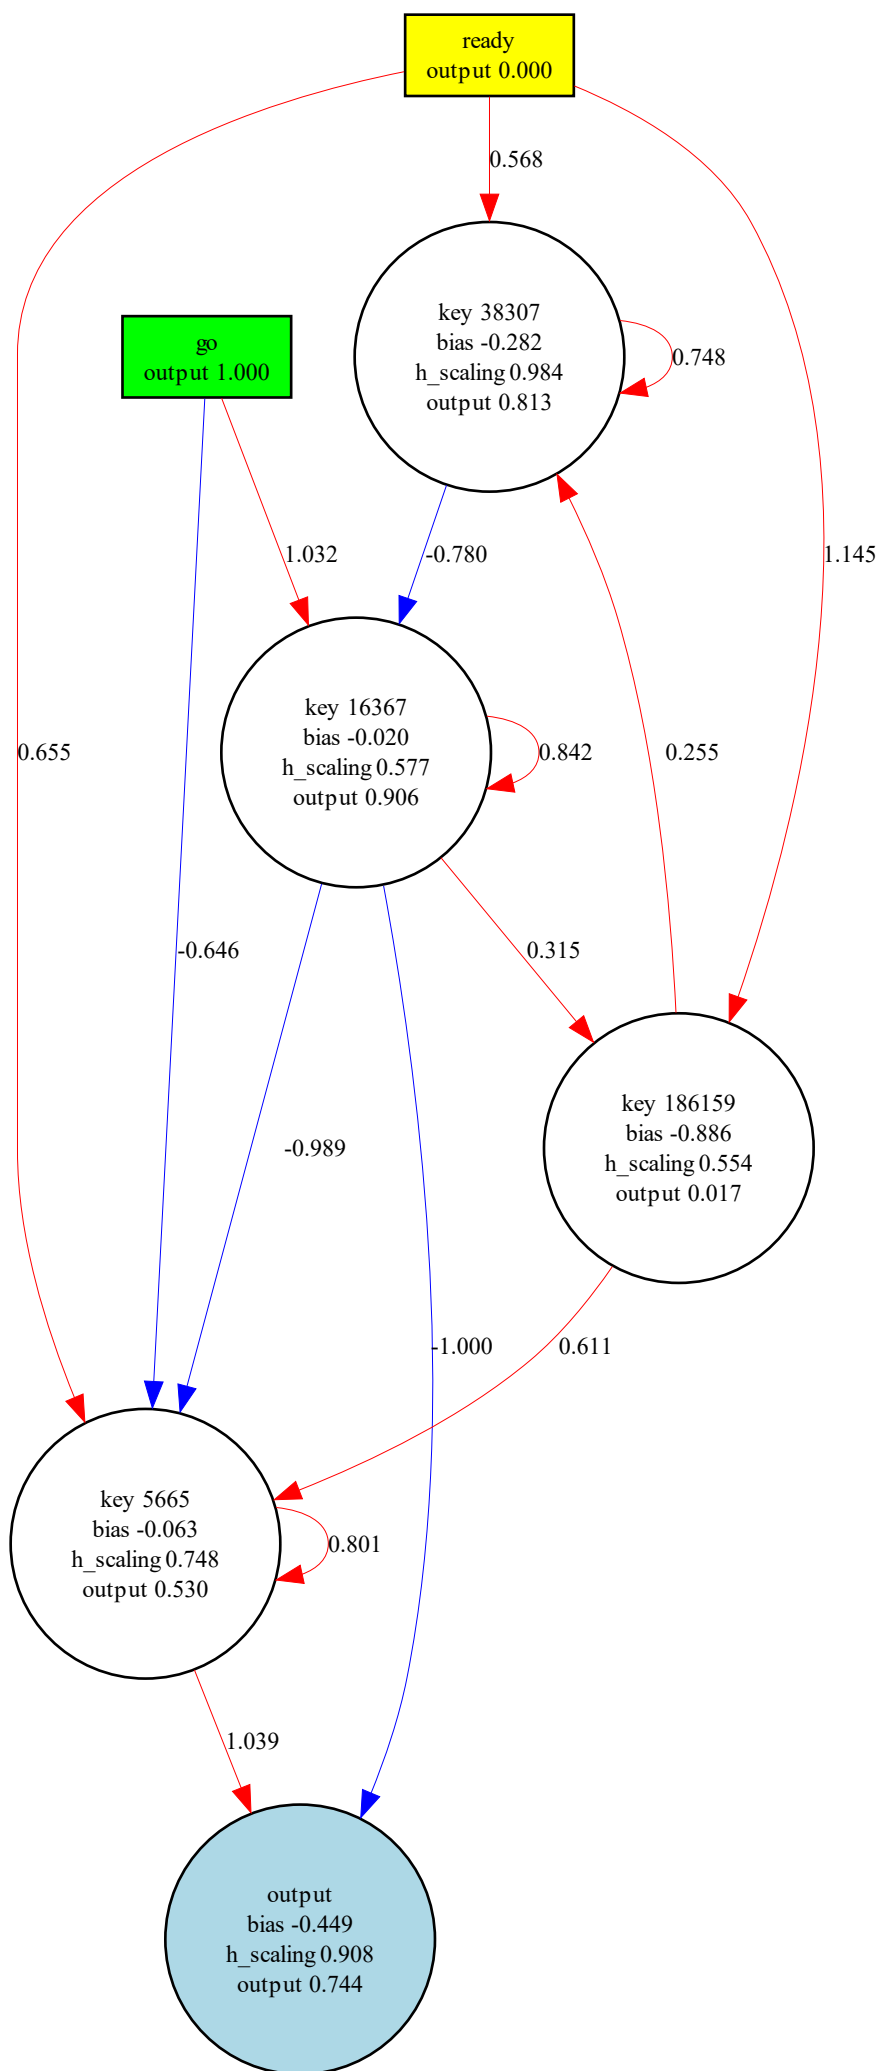 ready
output 0.000
0.568
go
output 1.000
key 38307
bias -0.282
h_scaling 0.984
output 0.813
0.748
1.032
-0.780
1.145
key 16367
bias -0.020
h_scaling 0.577
output 0.906
0.655
0.842
0.255
-0.646
0.315
key 186159
bias -0.886
h_scaling 0.554
output 0.017
-0.989
-1.000
0.611
key 5665
bias -0.063
h_scaling 0.748
output 0.530
0.801
1.039
output
bias -0.449
h_scaling 0.908
output 0.744